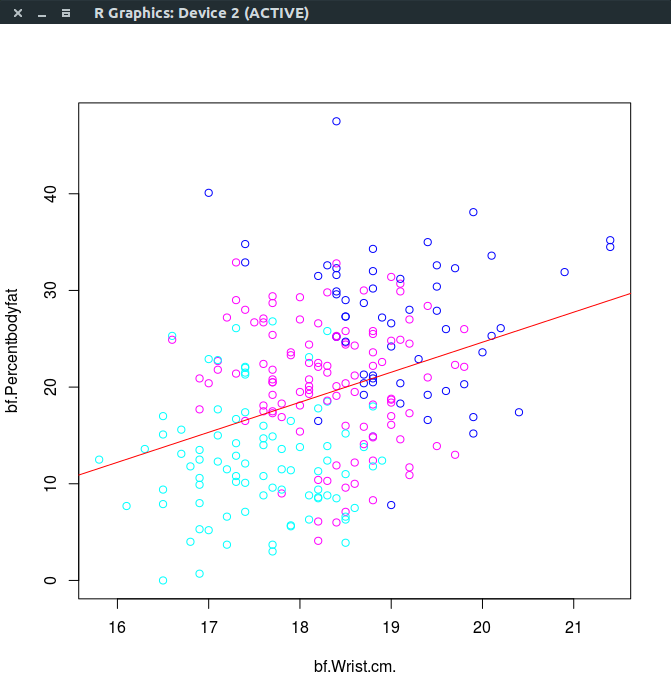 R Graphics: Device 2 (ACTIVE)
bf.Percentbodyfat
40
30
20
10
0
16 17 18 19 20 21
bf.Wrist.cm.